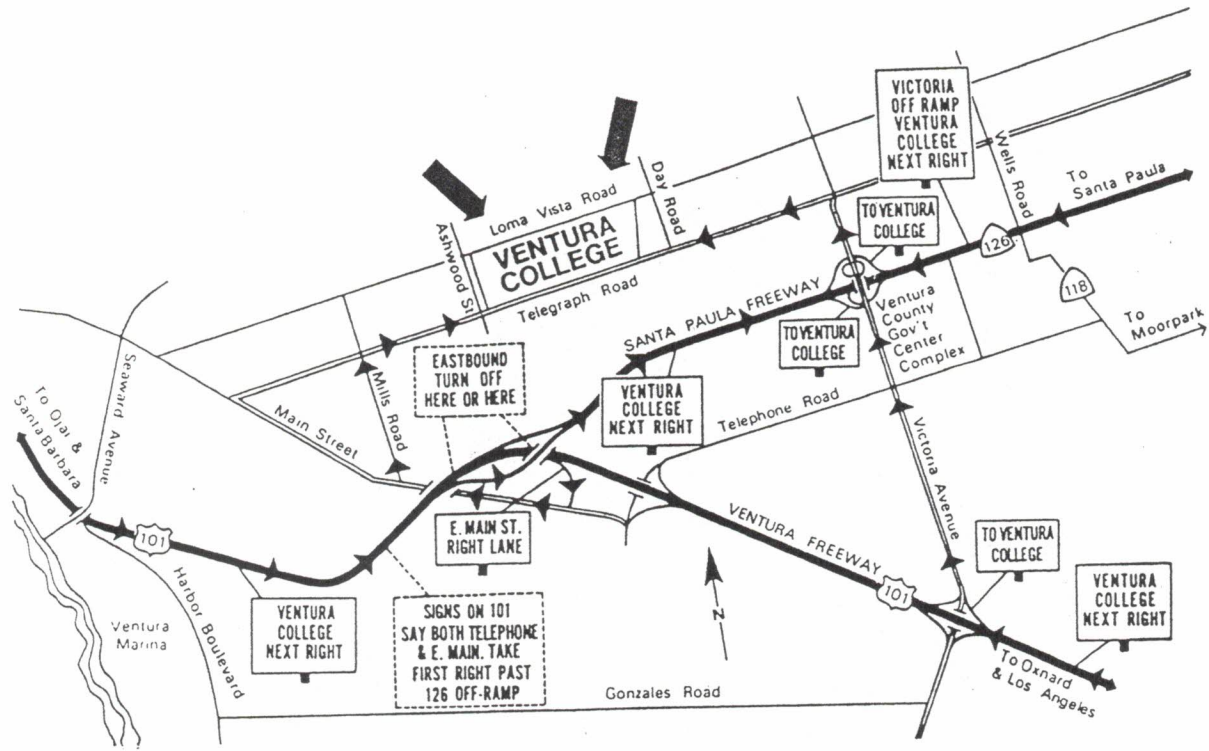 VICTORIA
OFF RAMP
VENTURA
COLLEGE
NEXT RIGHT
Wells Road
To
Santa Paula
Day Road
Loma Vista Road
Ashwood St.
VENTURA
COLLEGE
Telegraph Road
TO VENTURA
COLLEGE
126
118
To
Moorpark
SANTA PAULA FREEWAY
TO VENTURA
COLLEGE
Ventura
County
Gov't
Center
Complex
Seaward Avenue
To Ojai &
Santa Barbara
Main Street
Mills Road
EASTBOUND
TURN OFF
HERE OR HERE
VENTURA
COLLEGE
NEXT RIGHT
Telephone Road
Victoria Avenue
101
E. MAIN ST.
RIGHT LANE
VENTURA FREEWAY
TO VENTURA
COLLEGE
101
VENTURA
COLLEGE
NEXT RIGHT
Harbor Boulevard
Ventura
Marina
VENTURA
COLLEGE
NEXT RIGHT
SIGNS ON 101
SAY BOTH TELEPHONE
& E. MAIN. TAKE
FIRST RIGHT PAST
126 OFF-RAMP
N
To Oxnard
& Los Angeles
Gonzales Road